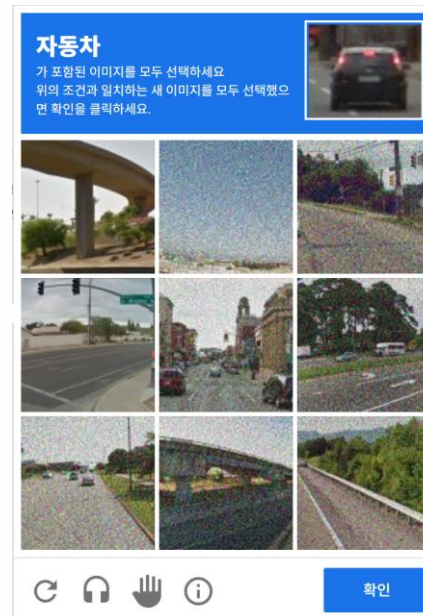 자동차
가 포함된 이미지를 모두 선택하세요
위의 조건과 일치하는 새 이미지를 모두 선택했으
면 확인을 클릭하세요.
확인